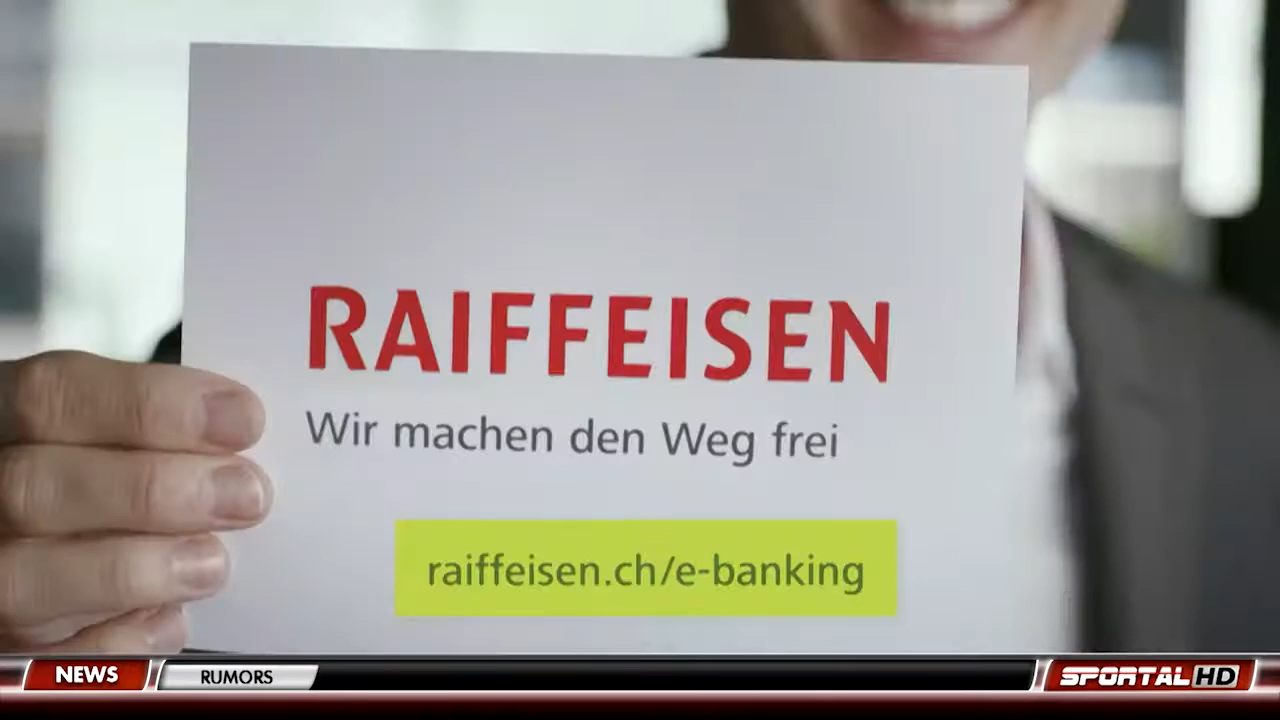 RAIFFEISEN
Wir machen den Weg frei
raiffeisen.ch/e-banking
NEWS
RUMORS
SPORTAL HD